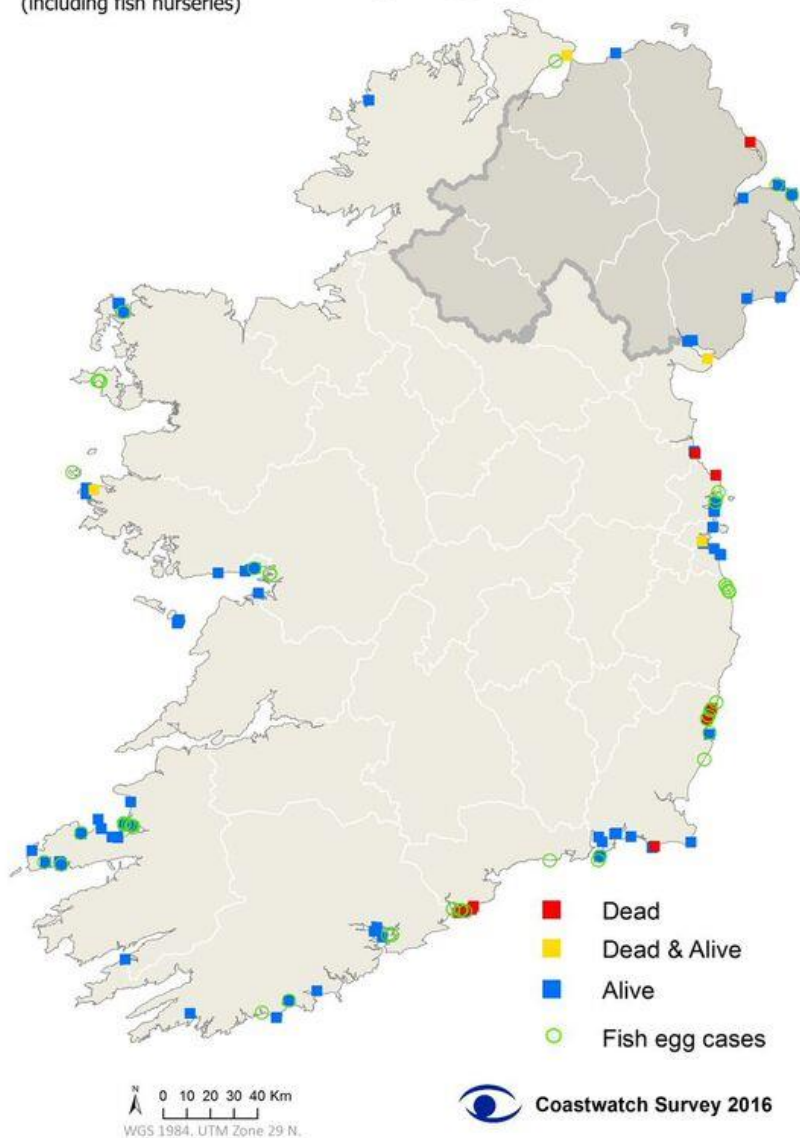 (including fish nurseries)
Dead
Dead & Alive
Alive
Fish egg cases
N
0 10 20 30 40 Km
WGS 1984. UTM Zone 29 N.
Coastwatch Survey 2016